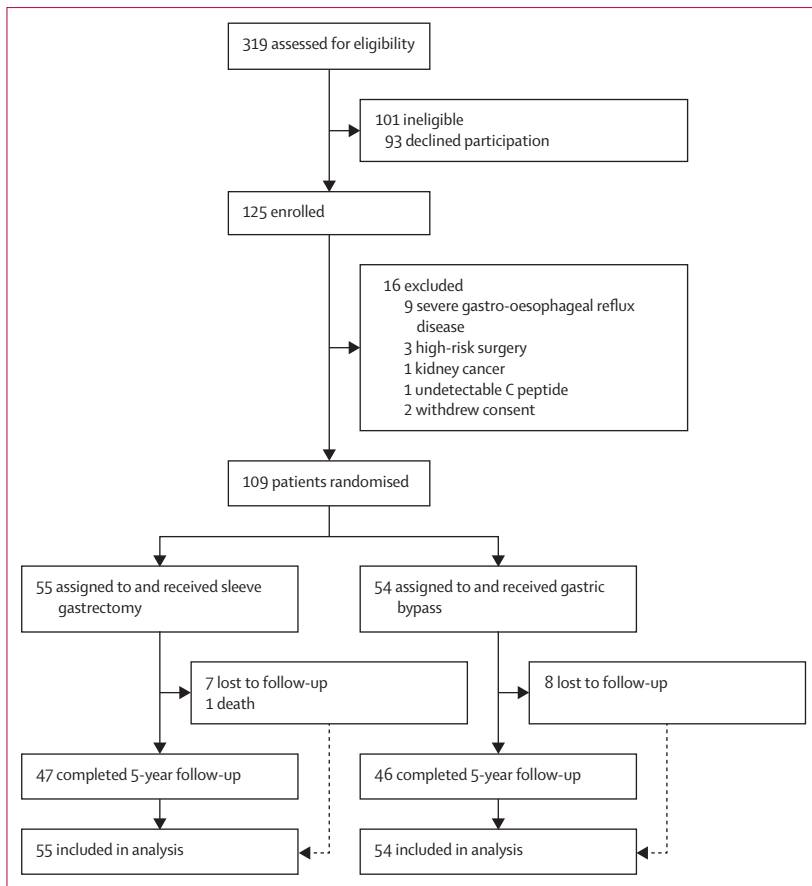 319 assessed for eligibility
101 ineligible
93 declined participation
125 enrolled
16 excluded
9 severe gastro-oesophageal reflux
disease
3 high-risk surgery
1 kidney cancer
1 undetectable C peptide
2 withdrew consent
109 patients randomised
55 assigned to and received sleeve
gastrectomy
54 assigned to and received gastric
bypass
7 lost to follow-up
1 death
8 lost to follow-up
47 completed 5-year follow-up
46 completed 5-year follow-up
55 included in analysis
54 included in analysis